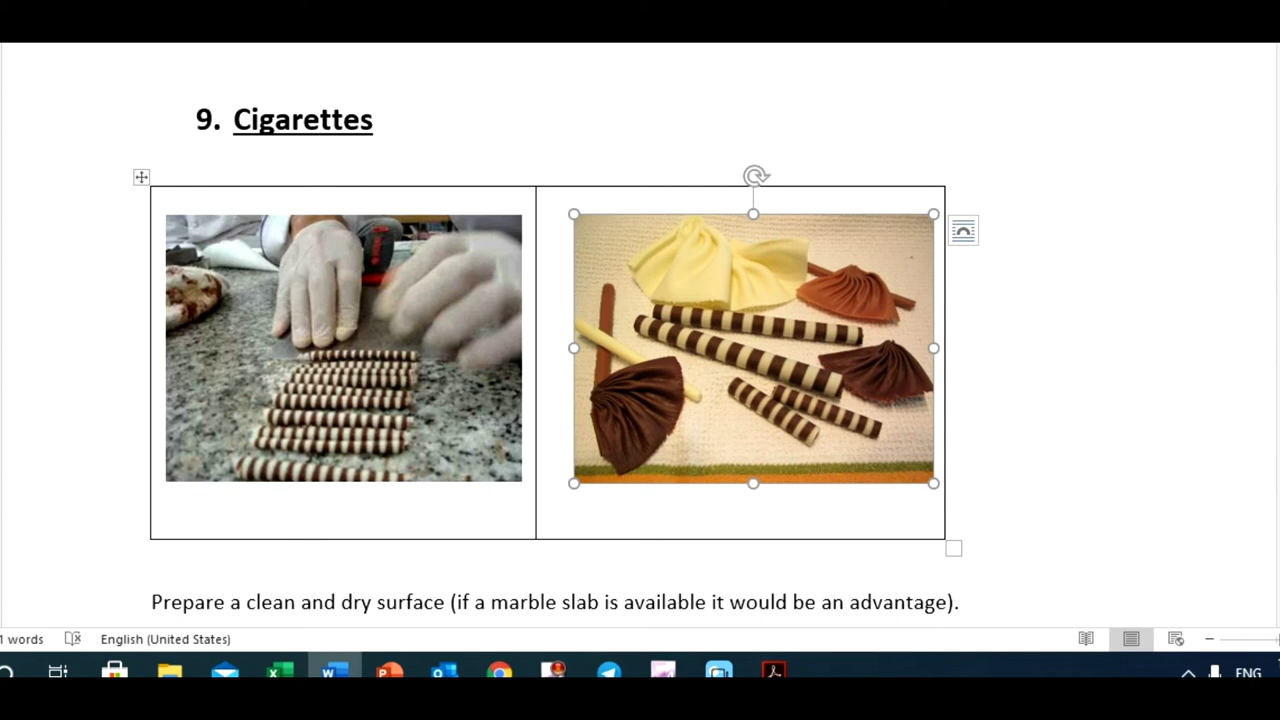 9. Cigarettes
Prepare a clean and dry surface (if a marble slab is available it would be an advantage).
1 words English (United States)
ENG